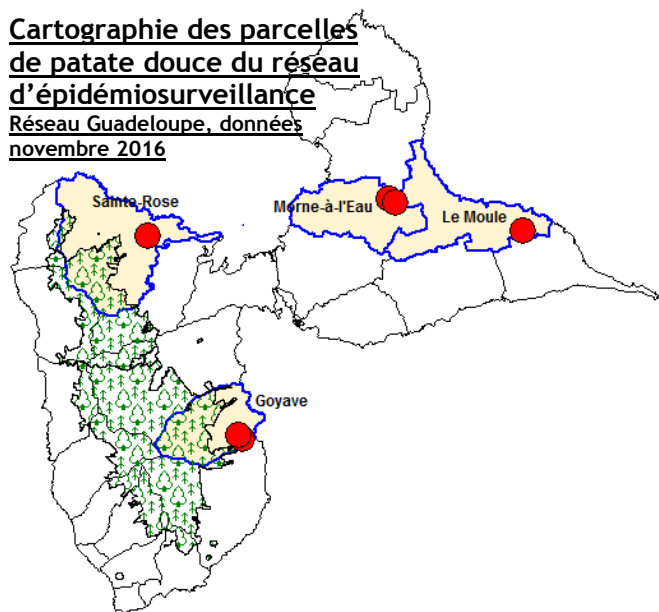 Cartographie des parcelles
de patate douce du réseau
d'épidémiosurveillance
Réseau Guadeloupe, données
novembre 2016
Sainte-Rose
Morne-à-l'Eau
Le Moule
Goyave